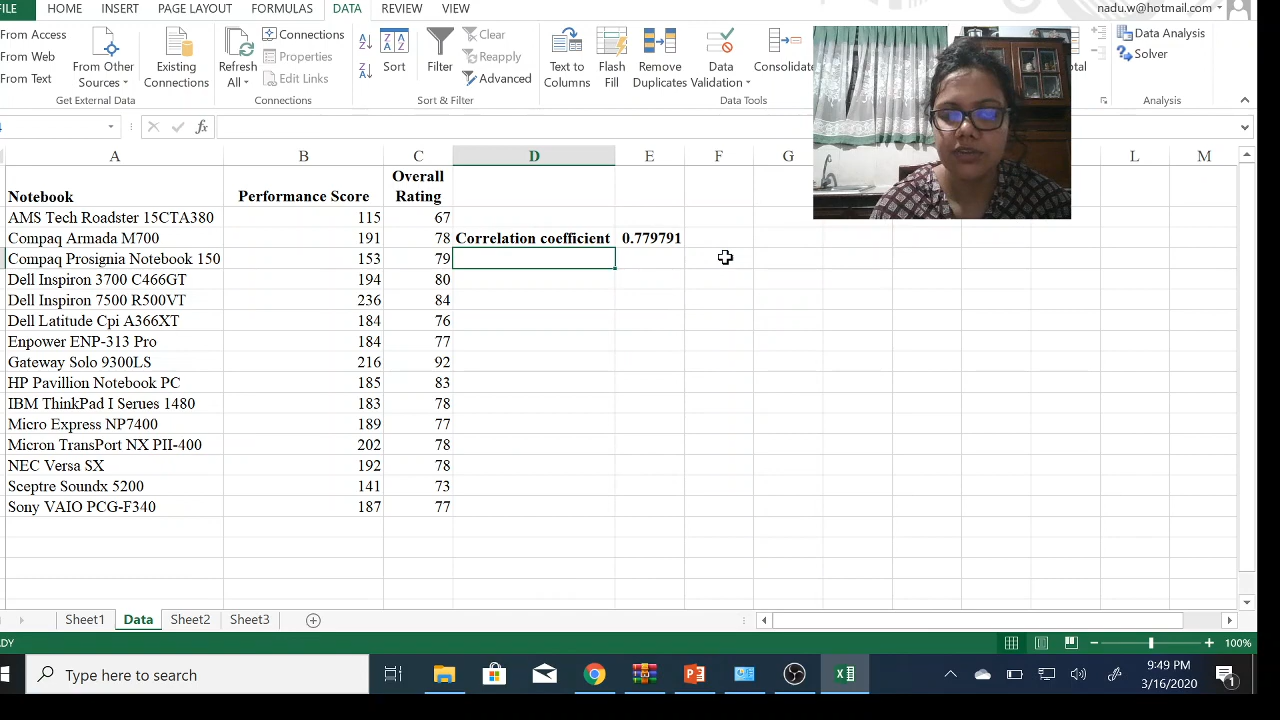 FILE HOME INSERT PAGE LAYOUT FORMULAS DATA REVIEW VIEW nadu.w@hotmail.com
From Access
From Web
From Text
From Other Sources
Existing Connections
Get External Data
Refresh All
Connections
Properties
Edit Links
Connections
Sort
Filter
Clear
Reapply
Advanced
Sort & Filter
Text to Columns
Flash Fill
Remove Duplicates
Data Validation
Consolidate
Data Tools
Data Analysis
Solver
Analysis
fx
A B C D E F G L M
Notebook Performance Score Overall Rating
AMS Tech Roadster 15CTA380 115 67
Compaq Armada M700 191 78 Correlation coefficient 0.779791
Compaq Prosignia Notebook 150 153 79
Dell Inspiron 3700 C466GT 194 80
Dell Inspiron 7500 R500VT 236 84
Dell Latitude Cpi A366XT 184 76
Enpower ENP-313 Pro 184 77
Gateway Solo 9300LS 216 92
HP Pavillion Notebook PC 185 83
IBM ThinkPad I Serues 1480 183 78
Micro Express NP7400 189 77
Micron TransPort NX PII-400 202 78
NEC Versa SX 192 78
Sceptre Soundx 5200 141 73
Sony VAIO PCG-F340 187 77
Sheet1 Data Sheet2 Sheet3
100%
Type here to search
9:49 PM
3/16/2020
1